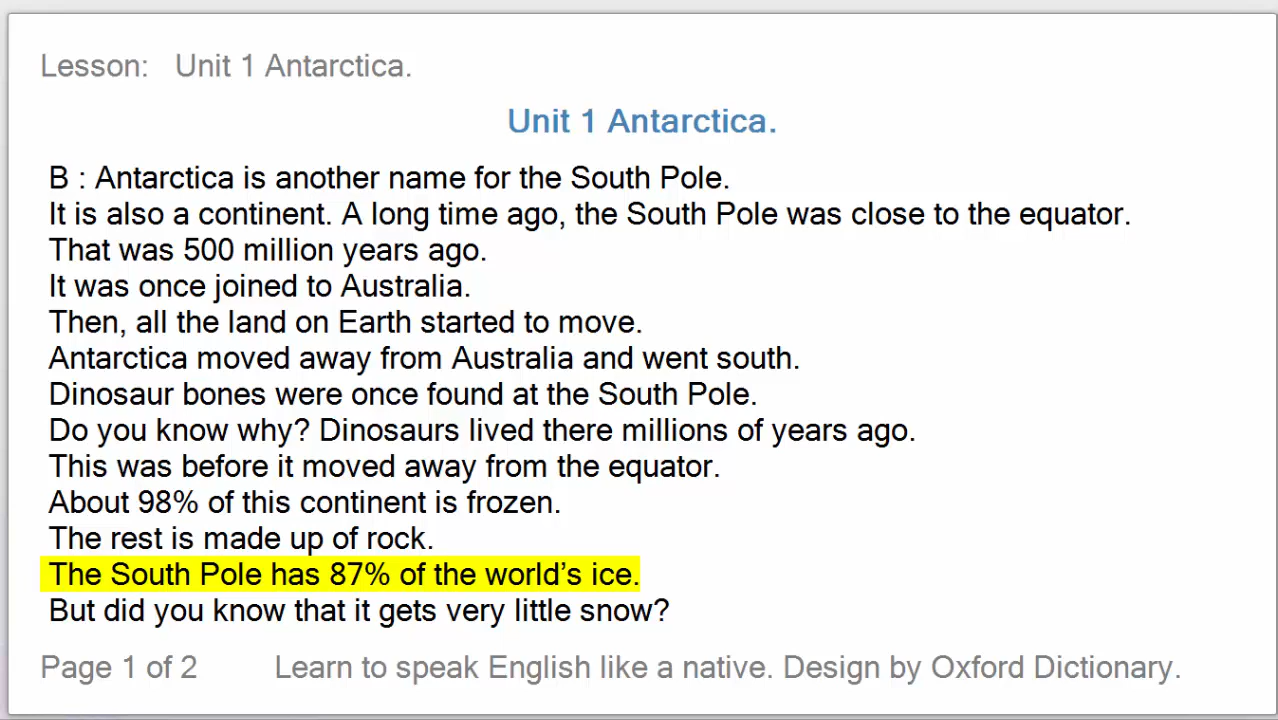 Lesson: Unit 1 Antarctica.
Unit 1 Antarctica.
B : Antarctica is another name for the South Pole.
It is also a continent. A long time ago, the South Pole was close to the equator.
That was 500 million years ago.
It was once joined to Australia.
Then, all the land on Earth started to move.
Antarctica moved away from Australia and went south.
Dinosaur bones were once found at the South Pole.
Do you know why? Dinosaurs lived there millions of years ago.
This was before it moved away from the equator.
About 98% of this continent is frozen.
The rest is made up of rock.
The South Pole has 87% of the world’s ice.
But did you know that it gets very little snow?
Page 1 of 2 Learn to speak English like a native. Design by Oxford Dictionary.